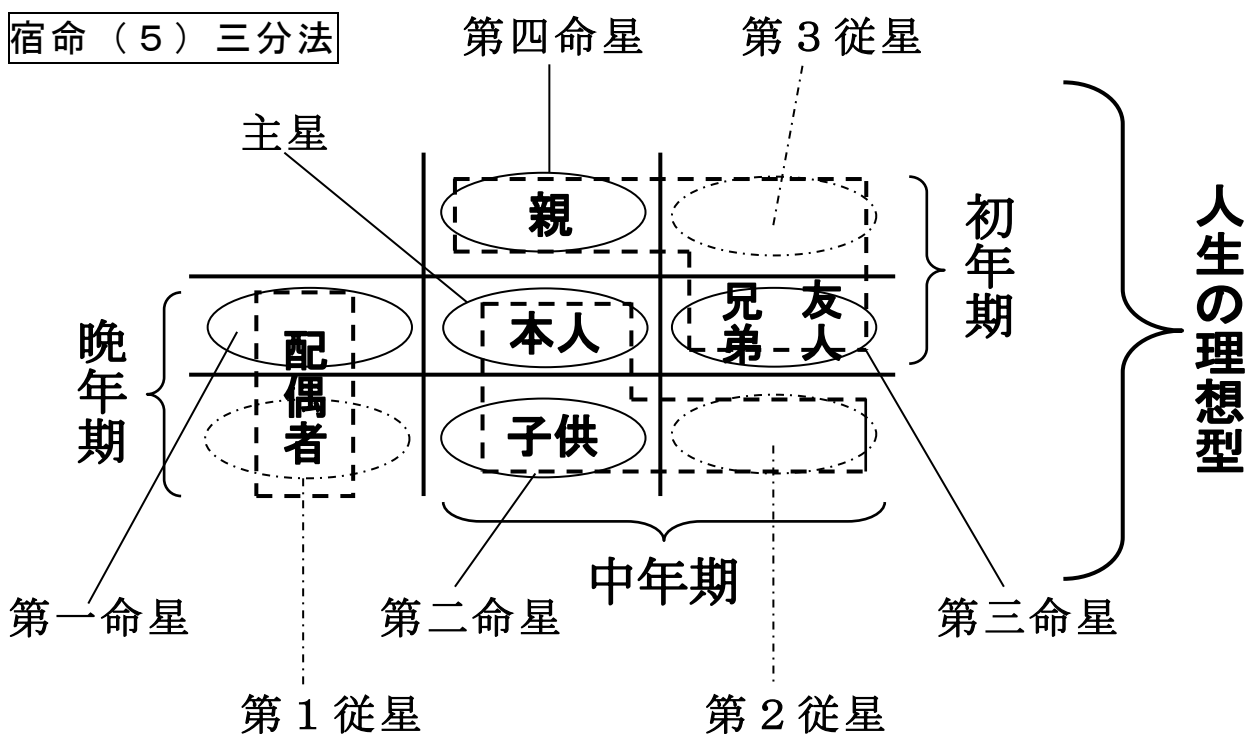 宿命（５）三分法
第四命星
第３従星
主星
親
初年期
人生の理想型
兄弟
友人
本人
配偶者
晩年期
子供
中年期
第一命星
第二命星
第三命星
第１従星
第２従星